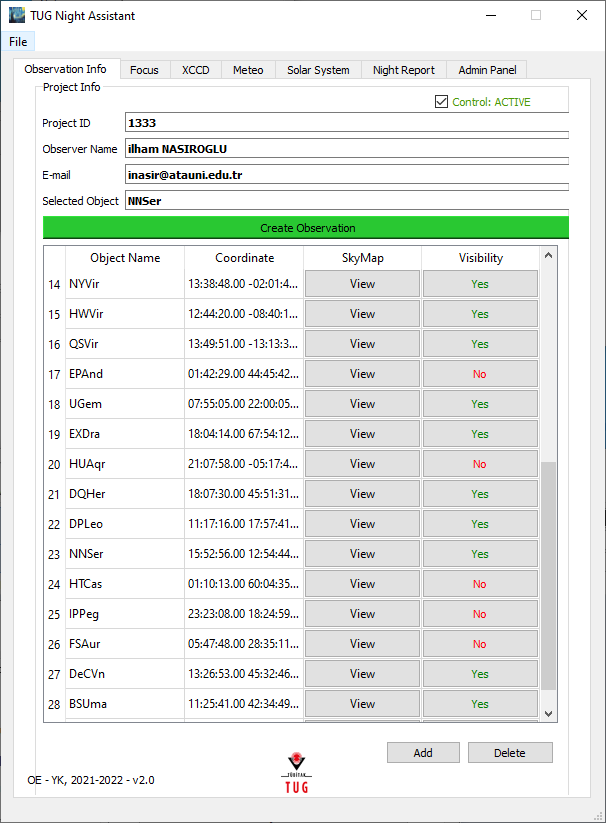 TUG Night Assistant
File
Observation Info Focus XCCD Meteo Solar System Night Report Admin Panel
Project Info
Control: ACTIVE
Project ID 1333
Observer Name ilham NASIROGLU
E-mail inasir@atauni.edu.tr
Selected Object NNSer
Create Observation
Object Name Coordinate SkyMap Visibility
14 NYVir 13:38:48.00 -02:01:4... View Yes
15 HWVir 12:44:20.00 -08:40:1... View Yes
16 QSVir 13:49:51.00 -13:13:3... View Yes
17 EPAnd 01:42:29.00 44:45:42... View No
18 UGem 07:55:05.00 22:00:05... View Yes
19 EXDra 18:04:14.00 67:54:12... View Yes
20 HUAqr 21:07:58.00 -05:17:4... View No
21 DQHer 18:07:30.00 45:51:31... View Yes
22 DPLeo 11:17:16.00 17:57:41... View Yes
23 NNSer 15:52:56.00 12:54:44... View Yes
24 HTCas 01:10:13.00 60:04:35... View No
25 IPPeg 23:23:08.00 18:24:59... View No
26 FSAur 05:47:48.00 28:35:11... View No
27 DeCVn 13:26:53.00 45:32:46... View Yes
28 BSUma 11:25:41.00 42:34:49... View Yes
Add Delete
OE - YK, 2021-2022 - v2.0
TÜBİTAK
TUG